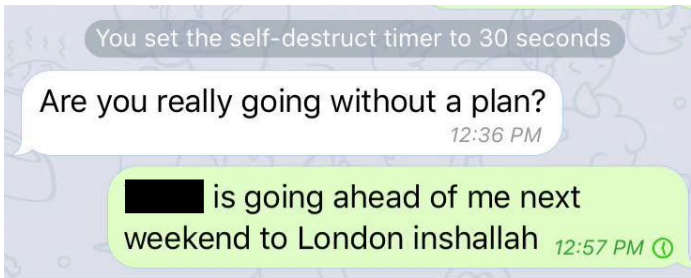 You set the self-destruct timer to 30 seconds
Are you really going without a plan?
12:36 PM
is going ahead of me next
weekend to London inshallah 12:57 PM